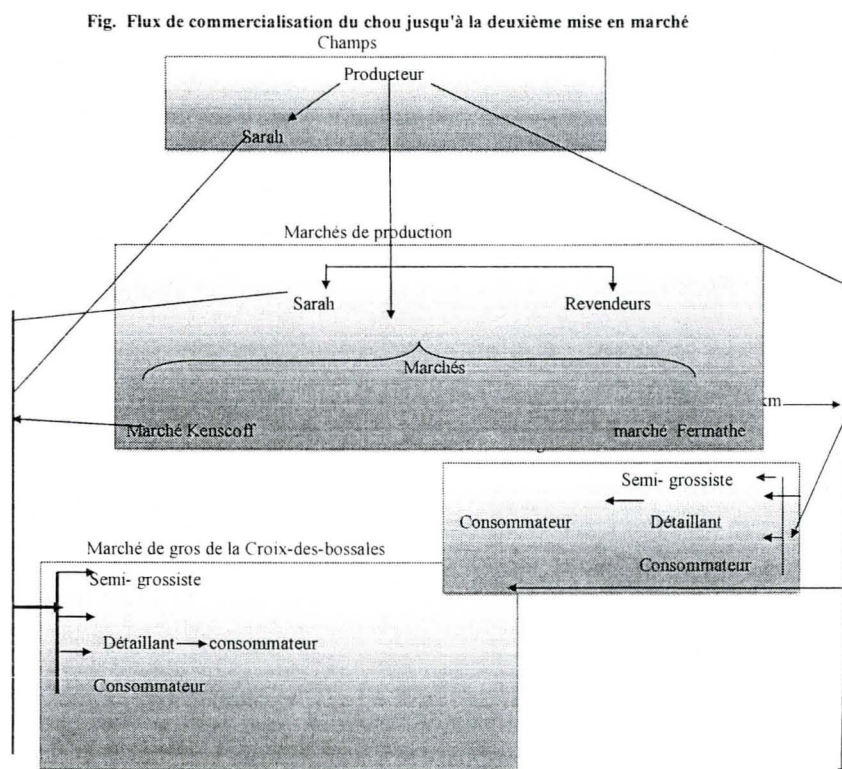 Fig. Flux de commercialisation du chou jusqu'à la deuxième mise en marché
Champs
Producteur
Sarah
Marchés de production
Sarah Revendeurs
Marchés
km
Marché Kenscoff marché Fermathe
Semi- grossiste
Consommateur Détaillant
Consommateur
Marché de gros de la Croix-des-bossales
Semi- grossiste
Détaillant consommateur
Consommateur